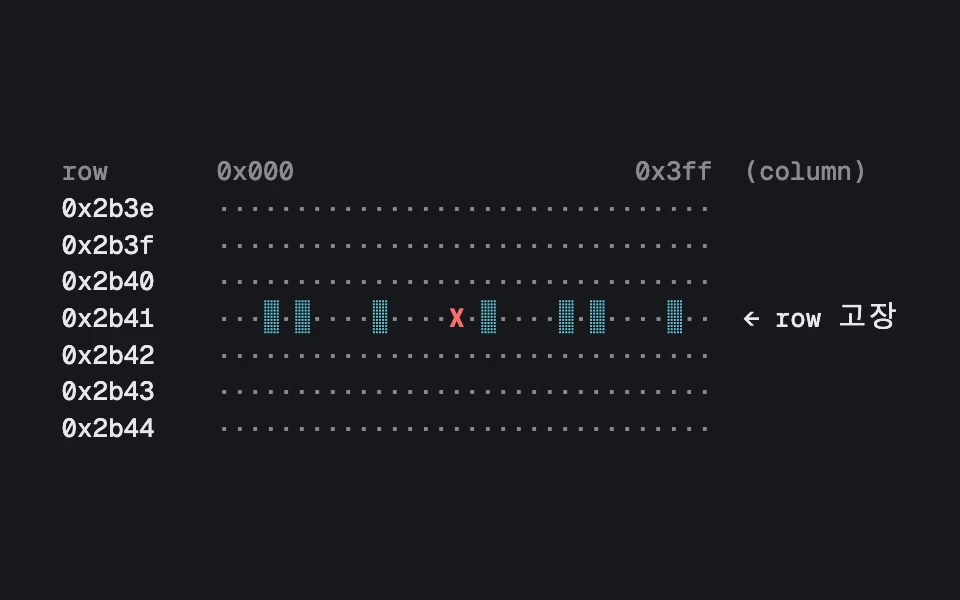 row 0x000 0x3ff (column)
0x2b3e ································
0x2b3f ································
0x2b40 ································
0x2b41 ···▓·▓····▓····X·▓····▓·▓····▓·· ← row 고장
0x2b42 ································
0x2b43 ································
0x2b44 ································